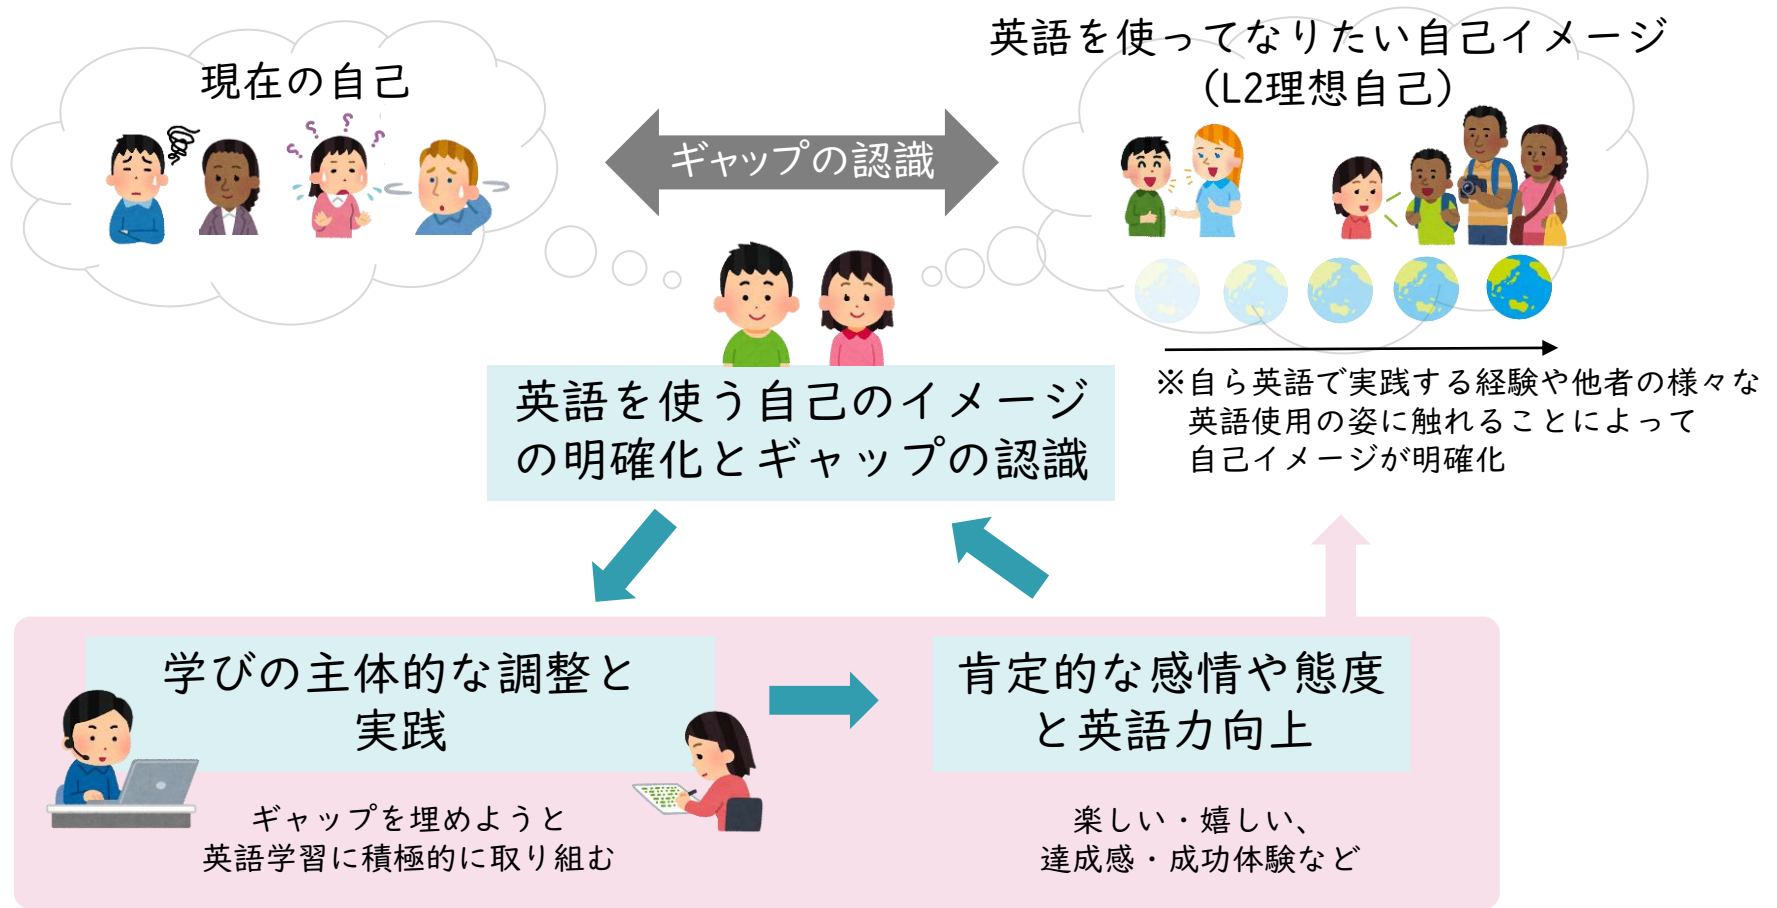 現在の自己
英語を使ってなりたい自己イメージ
(L2理想自己)
ギャップの認識
英語を使う自己のイメージ
の明確化とギャップの認識
※自ら英語で実践する経験や他者の様々な
英語使用の姿に触れることによって
自己イメージが明確化
学びの主体的な調整と
実践
ギャップを埋めようと
英語学習に積極的に取り組む
肯定的な感情や態度
と英語力向上
楽しい・嬉しい、
達成感・成功体験など